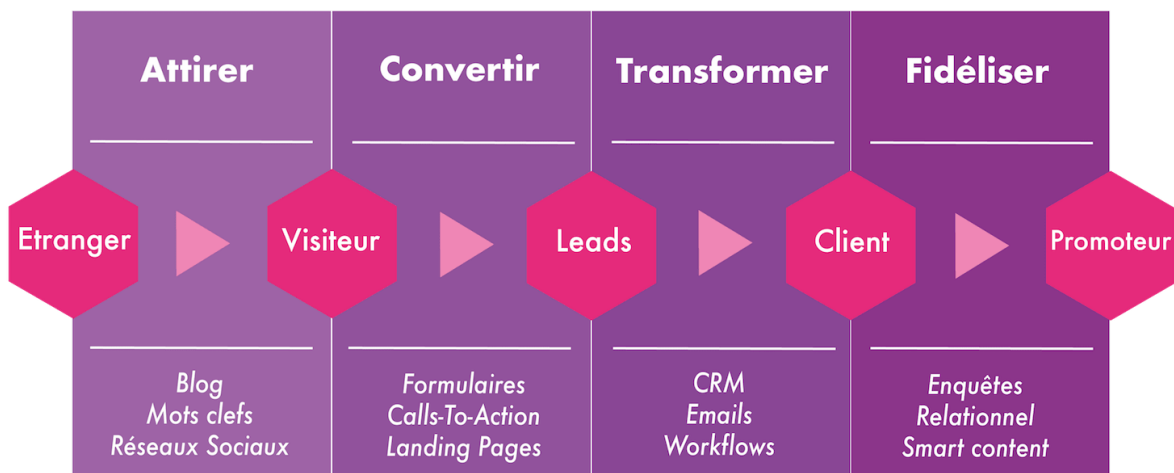 Attirer
Convertir
Transformer
Fidéliser
Etranger
Visiteur
Leads
Client
Promoteur
Blog
Mots clefs
Réseaux Sociaux
Formulaires
Calls-To-Action
Landing Pages
CRM
Emails
Workflows
Enquêtes
Relationnel
Smart content